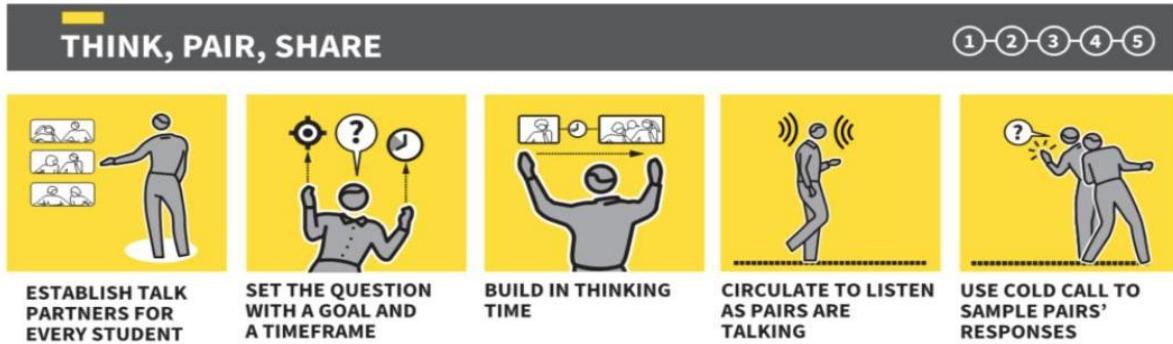 THINK, PAIR, SHARE
1 2 3 4 5
?
?
ESTABLISH TALK
PARTNERS FOR
EVERY STUDENT
SET THE QUESTION
WITH A GOAL AND
A TIMEFRAME
BUILD IN THINKING
TIME
CIRCULATE TO LISTEN
AS PAIRS ARE
TALKING
USE COLD CALL TO
SAMPLE PAIRS’
RESPONSES